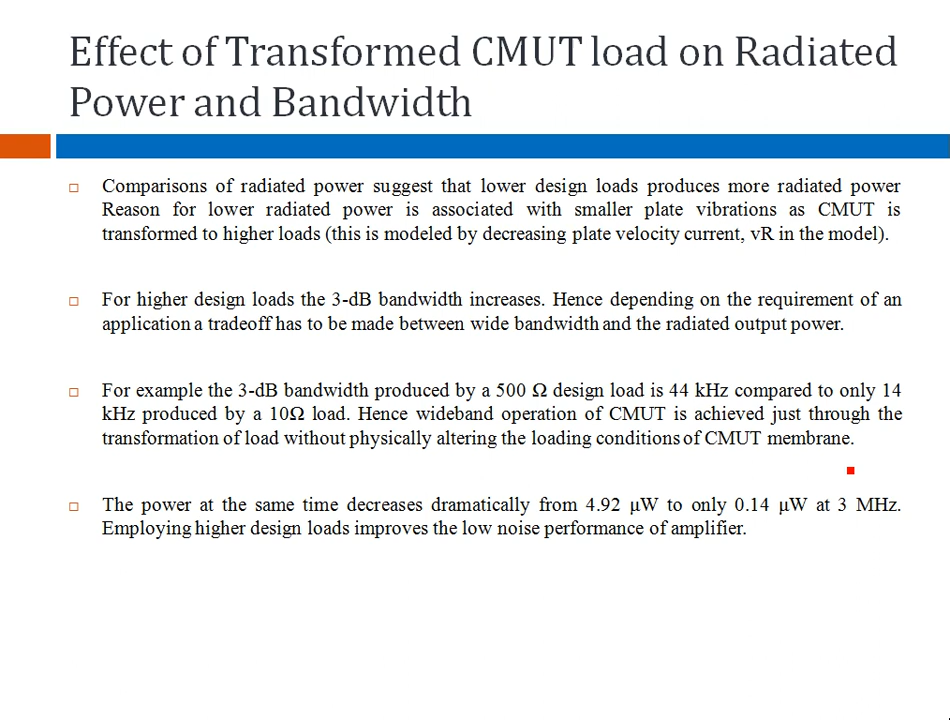 Effect of Transformed CMUT load on Radiated
Power and Bandwidth
Comparisons of radiated power suggest that lower design loads produces more radiated power
Reason for lower radiated power is associated with smaller plate vibrations as CMUT is
transformed to higher loads (this is modeled by decreasing plate velocity current, vR in the model).
For higher design loads the 3-dB bandwidth increases. Hence depending on the requirement of an
application a tradeoff has to be made between wide bandwidth and the radiated output power.
For example the 3-dB bandwidth produced by a 500 Ω design load is 44 kHz compared to only 14
kHz produced by a 10Ω load. Hence wideband operation of CMUT is achieved just through the
transformation of load without physically altering the loading conditions of CMUT membrane.
The power at the same time decreases dramatically from 4.92 μW to only 0.14 μW at 3 MHz.
Employing higher design loads improves the low noise performance of amplifier.